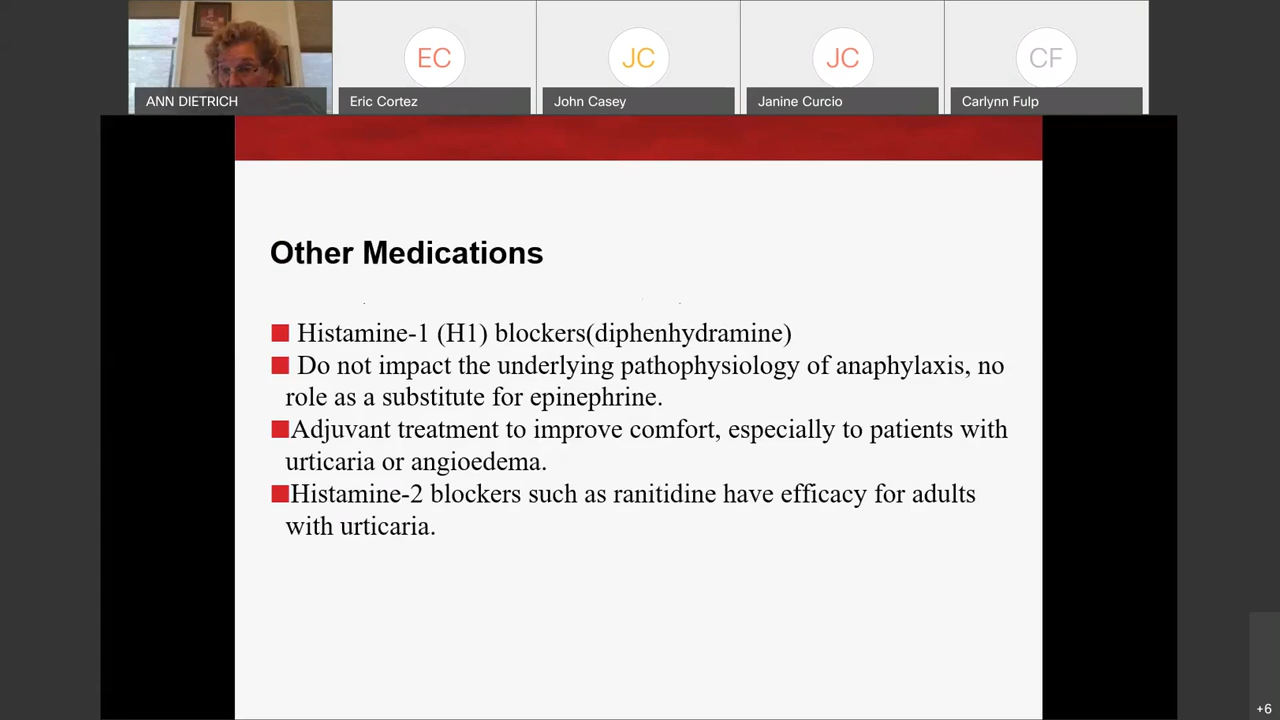 EC
JC
JC
CF
ANN DIETRICH
Eric Cortez
John Casey
Janine Curcio
Carlynn Fulp
Other Medications
Histamine-1 (H1) blockers(diphenhydramine)
Do not impact the underlying pathophysiology of anaphylaxis, no
role as a substitute for epinephrine.
Adjuvant treatment to improve comfort, especially to patients with
urticaria or angioedema.
Histamine-2 blockers such as ranitidine have efficacy for adults
with urticaria.
+6